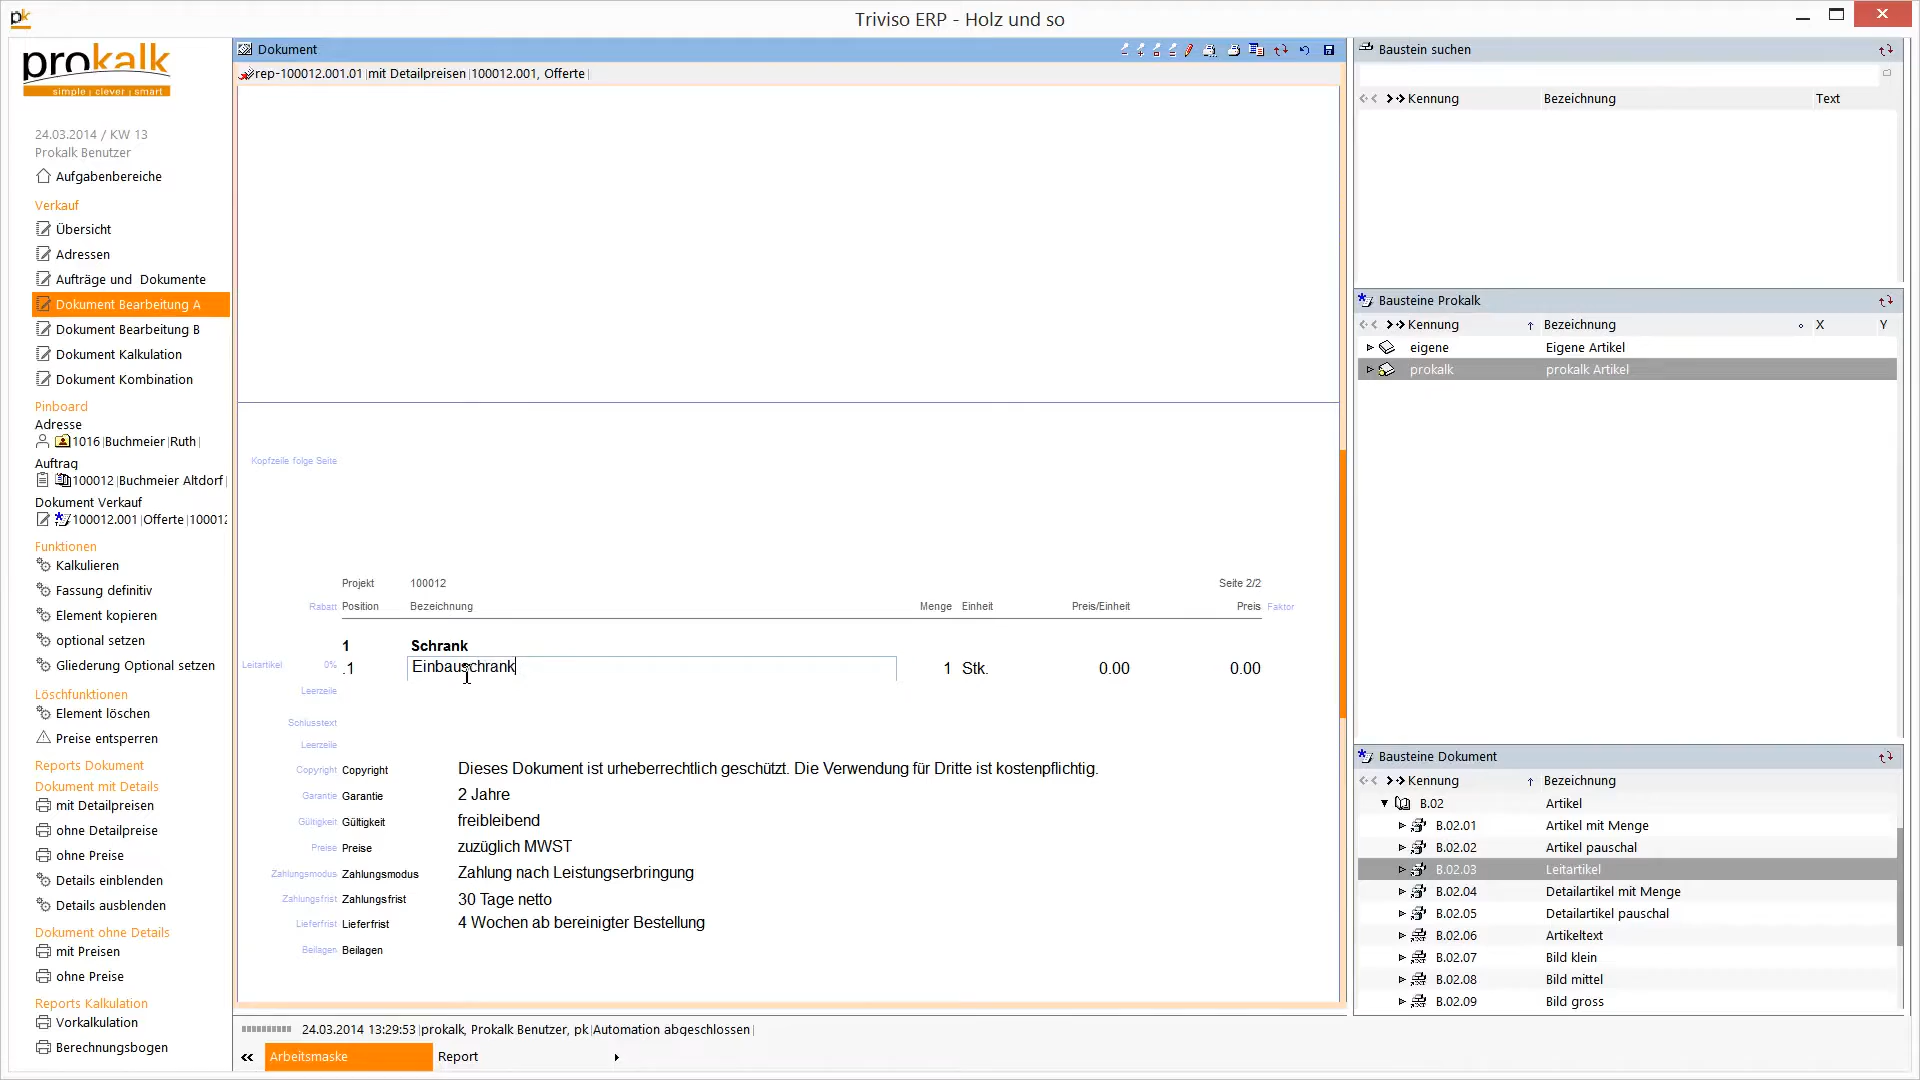 Triviso ERP - Holz und so
prokalk
simple | clever | smart
24.03.2014 / KW 13
Prokalk Benutzer
Aufgabenbereiche
Verkauf
Übersicht
Adressen
Aufträge und Dokumente
Dokument Bearbeitung A
Dokument Bearbeitung B
Dokument Kalkulation
Dokument Kombination
Pinboard
Adresse
1016 |Buchmeier |Ruth |
Auftrag
100012 |Buchmeier Altdorf |
Dokument Verkauf
100012.001 |Offerte |10001
Funktionen
Kalkulieren
Fassung definitiv
Element kopieren
optional setzen
Gliederung Optional setzen
Löschfunktionen
Element löschen
Preise entsperren
Reports Dokument
Dokument mit Details
mit Detailpreisen
ohne Detailpreise
ohne Preise
Details einblenden
Details ausblenden
Dokument ohne Details
mit Preisen
ohne Preise
Reports Kalkulation
Vorkalkulation
Berechnungsbogen
Dokument
rep-100012.001.01 |mit Detailpreisen |100012.001, Offerte |
Kopfzeile folge Seite
Projekt 100012 Seite 2/2
Rabatt Position Bezeichnung Menge Einheit Preis/Einheit Preis Faktor
1 Schrank
Leitartikel 0% .1 Einbauschrank 1 Stk. 0.00 0.00
Leerzeile
Schlusstext
Leerzeile
Copyright Copyright Dieses Dokument ist urheberrechtlich geschützt. Die Verwendung für Dritte ist kostenpflichtig.
Garantie Garantie 2 Jahre
Gültigkeit Gültigkeit freibleibend
Preise Preise zuzüglich MWST
Zahlungsmodus Zahlungsmodus Zahlung nach Leistungserbringung
Zahlungsfrist Zahlungsfrist 30 Tage netto
Lieferfrist Lieferfrist 4 Wochen ab bereinigter Bestellung
Beilagen Beilagen
24.03.2014 13:29:53 |prokalk, Prokalk Benutzer, pk |Automation abgeschlossen |
Arbeitsmaske Report
Baustein suchen
Kennung Bezeichnung Text
Bausteine Prokalk
Kennung Bezeichnung X Y
eigene Eigene Artikel
prokalk prokalk Artikel
Bausteine Dokument
Kennung Bezeichnung
B.02 Artikel
B.02.01 Artikel mit Menge
B.02.02 Artikel pauschal
B.02.03 Leitartikel
B.02.04 Detailartikel mit Menge
B.02.05 Detailartikel pauschal
B.02.06 Artikeltext
B.02.07 Bild klein
B.02.08 Bild mittel
B.02.09 Bild gross